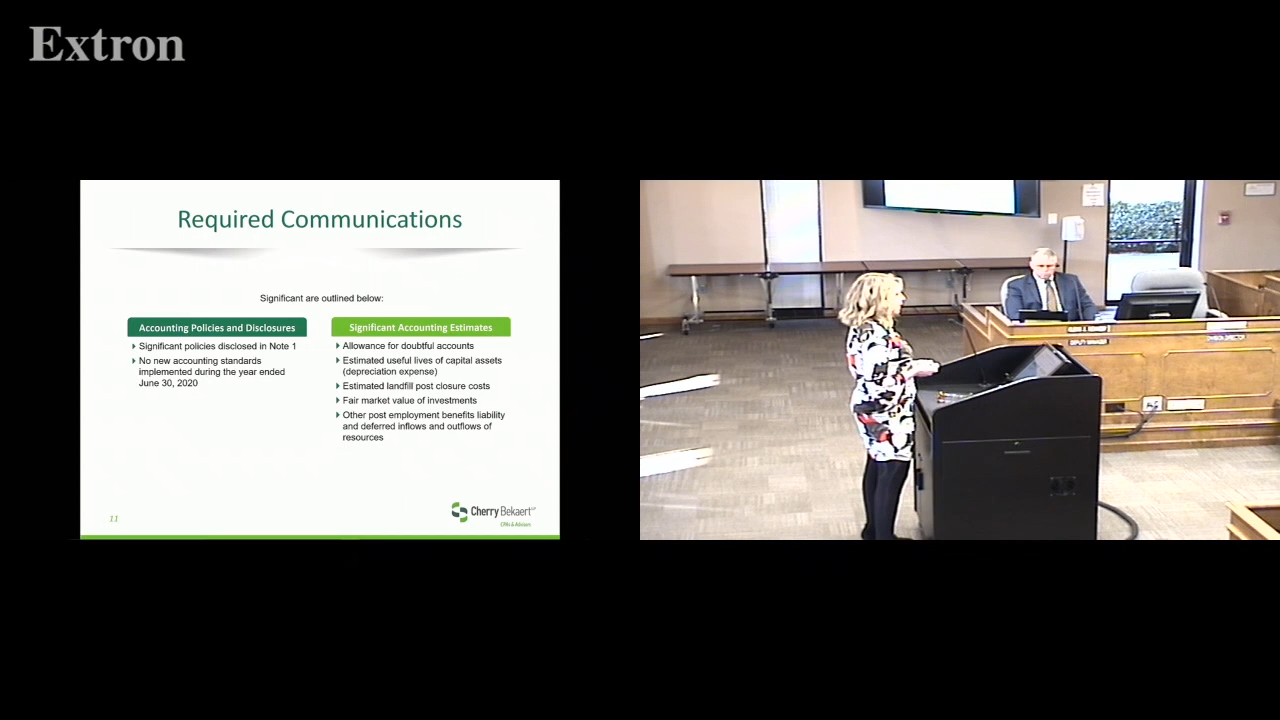 Extron
Required Communications
Significant are outlined below:
Accounting Policies and Disclosures
Significant policies disclosed in Note 1
No new accounting standards
implemented during the year ended
June 30, 2020
Significant Accounting Estimates
Allowance for doubtful accounts
Estimated useful lives of capital assets
(depreciation expense)
Estimated landfill post closure costs
Fair market value of investments
Other post employment benefits liability
and deferred inflows and outflows of
resources
11
Cherry Bekaert LLP
CPAs & Advisors
DEPUTY MANAGER